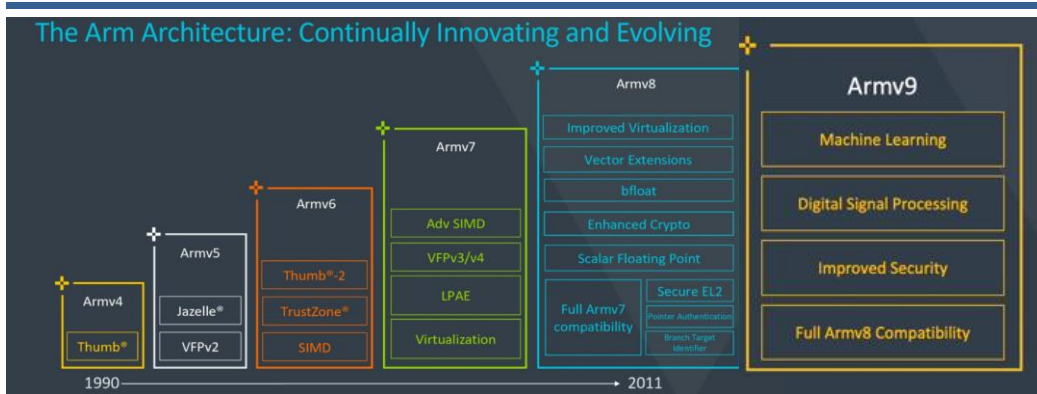 The Arm Architecture: Continually Innovating and Evolving
Armv4
Thumb®
Armv5
Jazelle®
VFPv2
Armv6
Thumb®-2
TrustZone®
SIMD
Armv7
Adv SIMD
VFPv3/v4
LPAE
Virtualization
Armv8
Improved Virtualization
Vector Extensions
bfloat
Enhanced Crypto
Scalar Floating Point
Full Armv7
compatibility
Secure EL2
Pointer Authentication
Branch Target
Identifier
Armv9
Machine Learning
Digital Signal Processing
Improved Security
Full Armv8 Compatibility
1990
2011